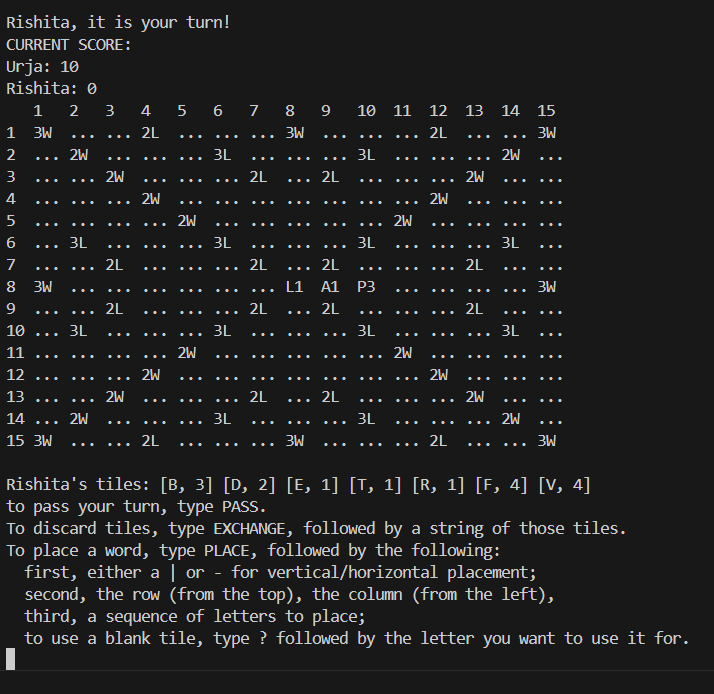 Rishita, it is your turn!
CURRENT SCORE:
Urja: 10
Rishita: 0
   1  2  3  4  5  6  7  8  9  10 11 12 13 14 15
1  3W ... ... 2L ... ... ... 3W ... ... ... 2L ... ... 3W
2  ... 2W ... ... ... 3L ... ... ... 3L ... ... ... 2W ...
3  ... ... 2W ... ... ... 2L ... 2L ... ... ... 2W ... ...
4  ... ... ... 2W ... ... ... ... ... ... ... 2W ... ... ...
5  ... ... ... ... 2W ... ... ... ... ... 2W ... ... ... ...
6  ... 3L ... ... ... 3L ... ... ... 3L ... ... ... 3L ...
7  ... ... 2L ... ... ... 2L ... 2L ... ... ... 2L ... ...
8  3W ... ... ... ... ... ... L1 A1 P3 ... ... ... ... 3W
9  ... ... 2L ... ... ... 2L ... 2L ... ... ... 2L ... ...
10 ... 3L ... ... ... 3L ... ... ... 3L ... ... ... 3L ...
11 ... ... ... ... 2W ... ... ... ... ... 2W ... ... ... ...
12 ... ... ... 2W ... ... ... ... ... ... ... 2W ... ... ...
13 ... ... 2W ... ... ... 2L ... 2L ... ... ... 2W ... ...
14 ... 2W ... ... ... 3L ... ... ... 3L ... ... ... 2W ...
15 3W ... ... 2L ... ... ... 3W ... ... ... 2L ... ... 3W
Rishita's tiles: [B, 3] [D, 2] [E, 1] [T, 1] [R, 1] [F, 4] [V, 4]
to pass your turn, type PASS.
To discard tiles, type EXCHANGE, followed by a string of those tiles.
To place a word, type PLACE, followed by the following:
  first, either a | or - for vertical/horizontal placement;
  second, the row (from the top), the column (from the left),
  third, a sequence of letters to place;
  to use a blank tile, type ? followed by the letter you want to use it for.